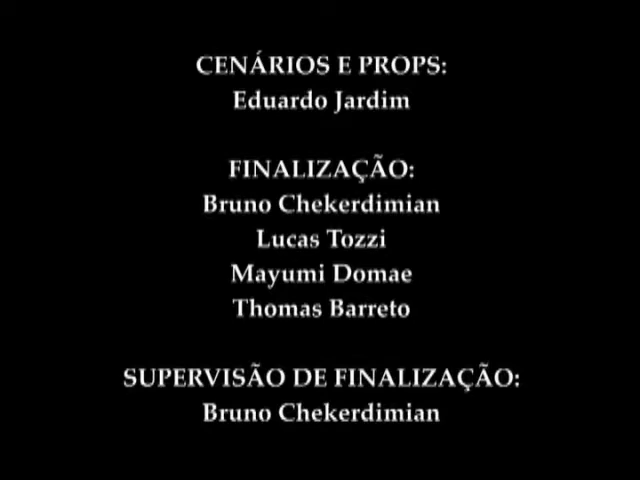 CENÁRIOS E PROPS:
Eduardo Jardim
FINALIZAÇÃO:
Bruno Chekerdimian
Lucas Tozzi
Mayumi Domae
Thomas Barreto
SUPERVISÃO DE FINALIZAÇÃO:
Bruno Chekerdimian